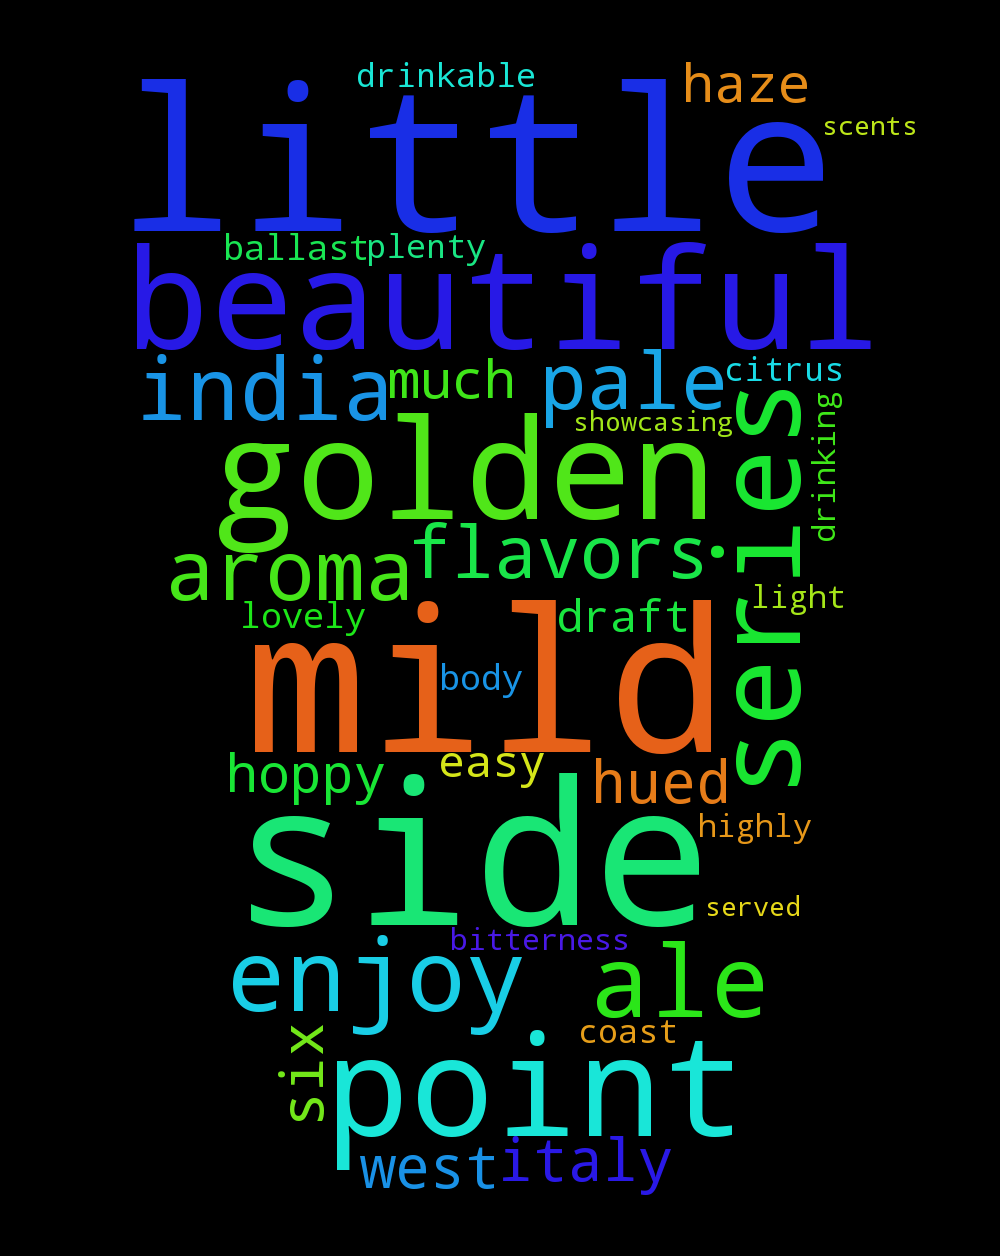 drinkable
haze
little
scents
ballast
plenty
beautiful
india
much
pale
citrus
showcasing
drinking
series
golden
flavors.
aroma
light
lovely
draft
mild
body
hoppy
easy
hued
side
highly
served
bitterness
enjoy
ale
coast
six
point
west
italy